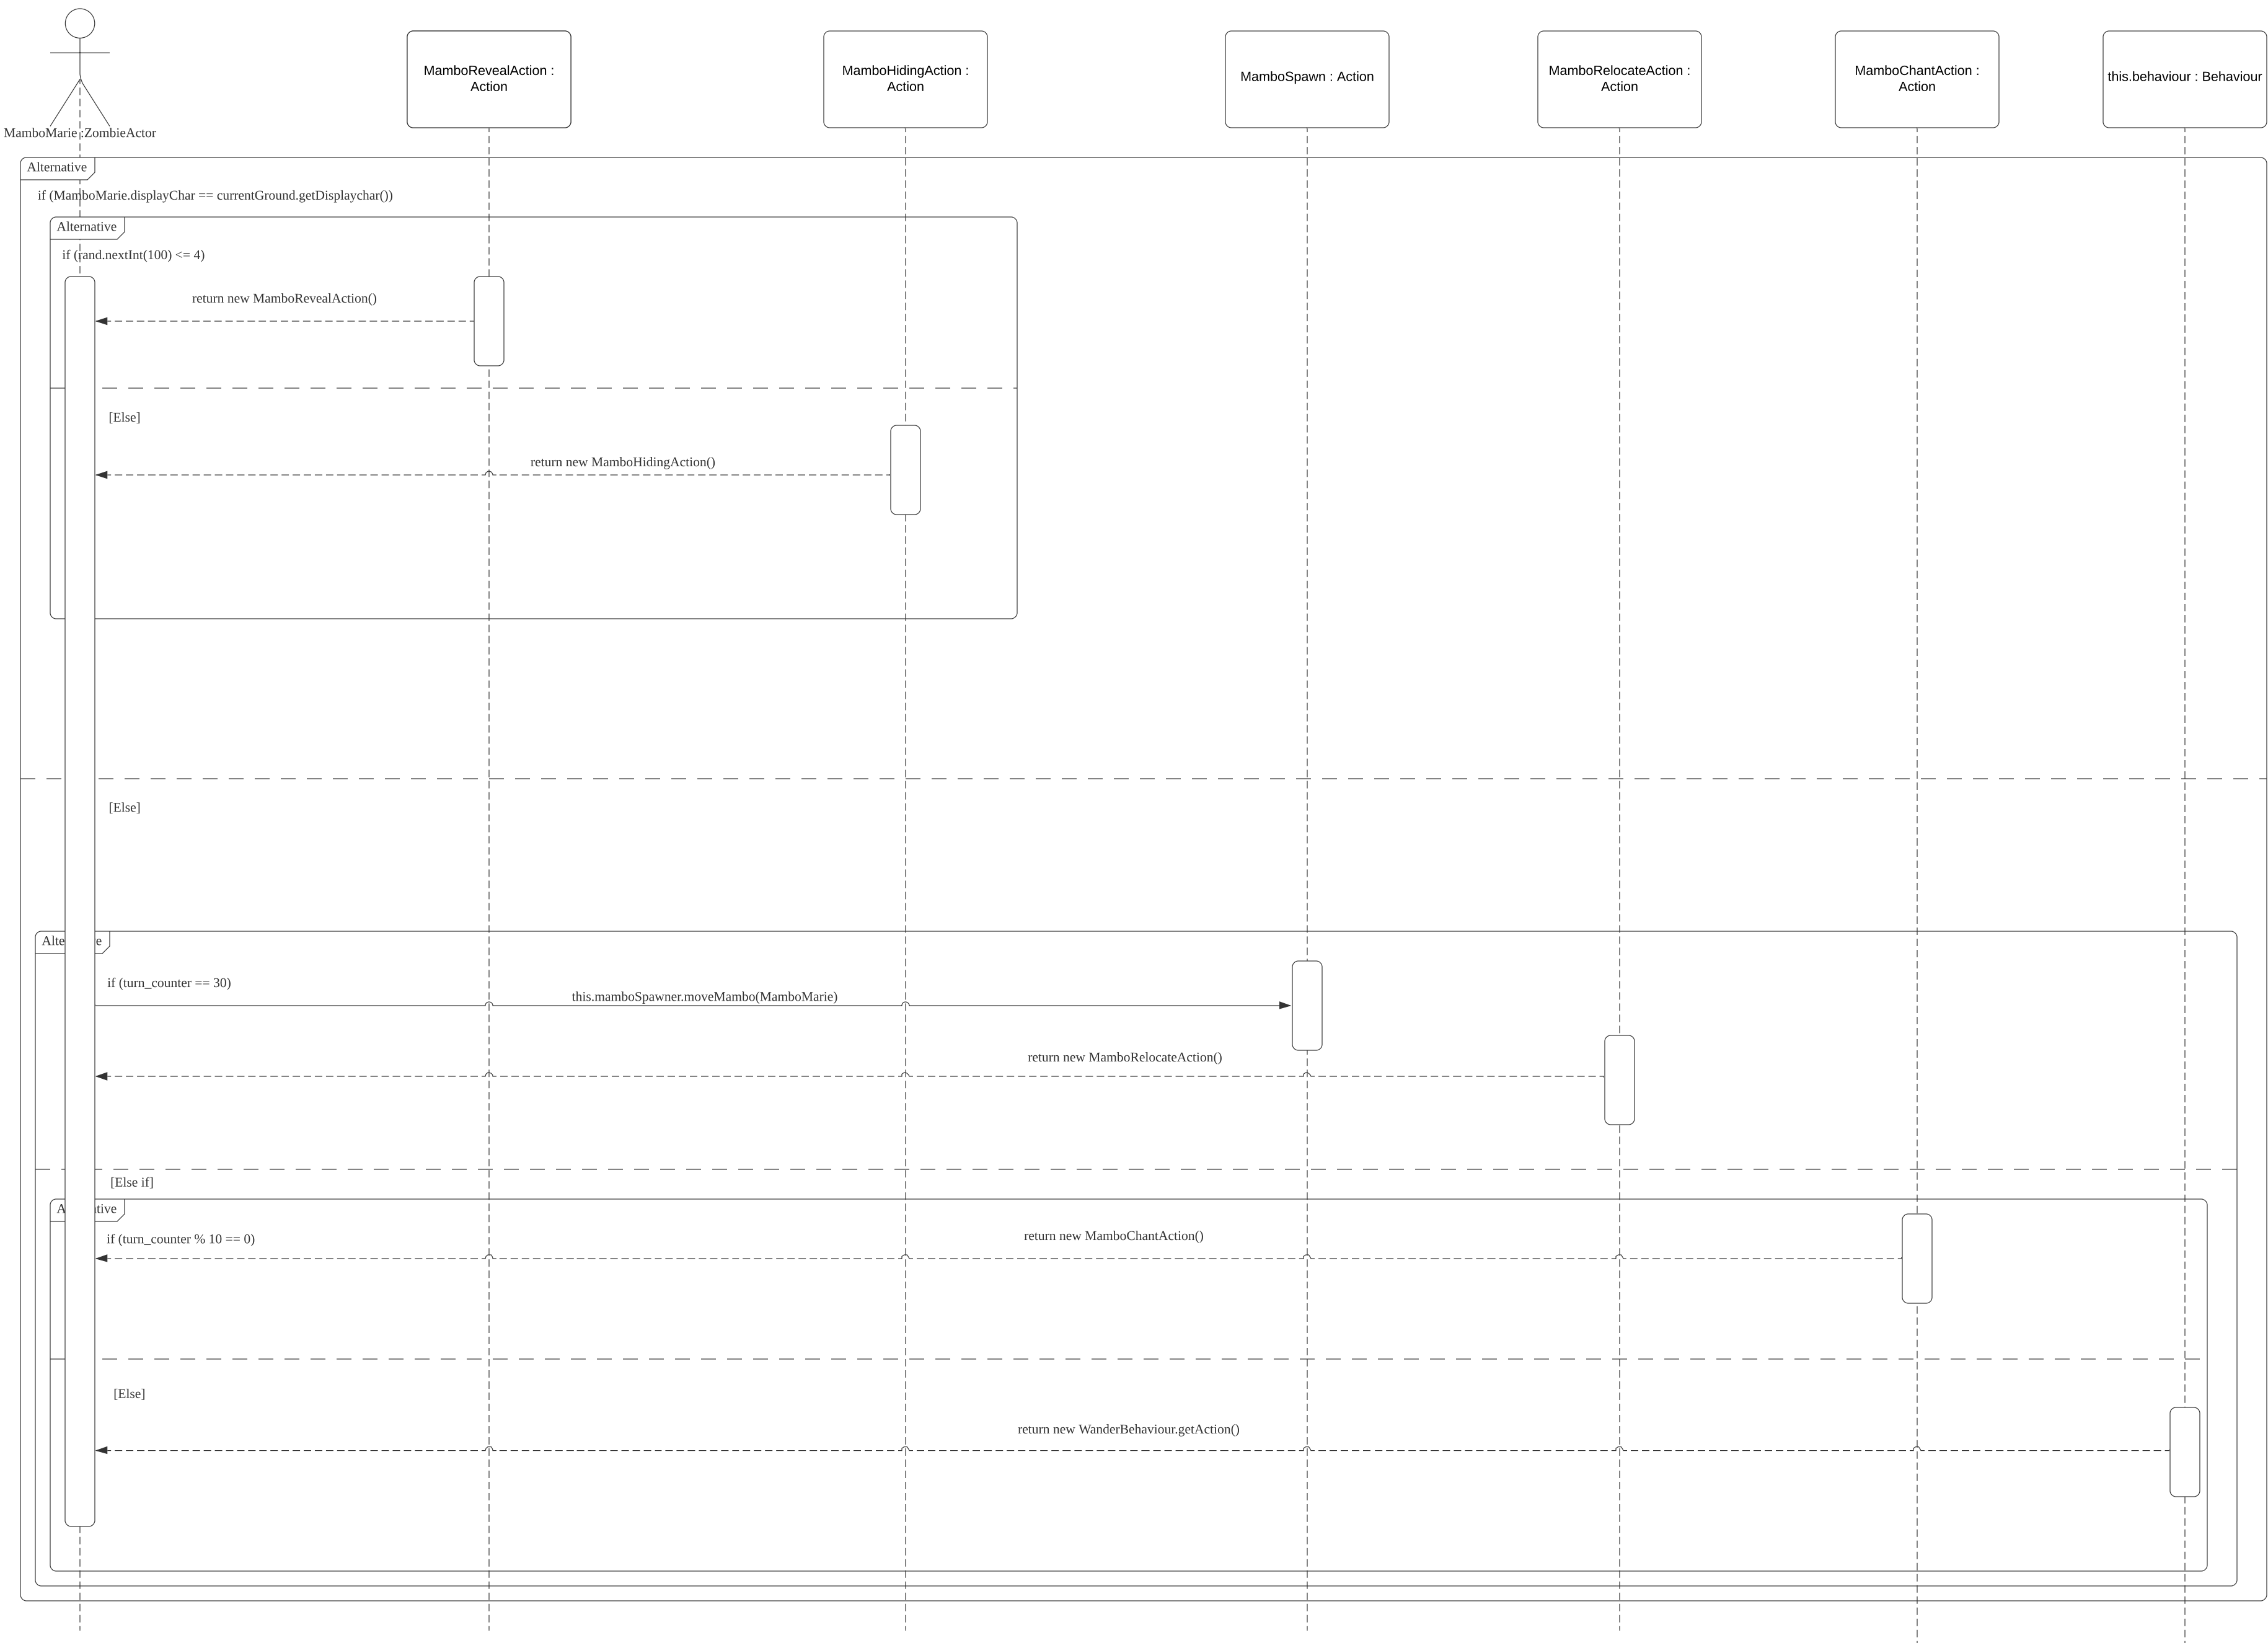 MamboMarie :ZombieActor
MamboRevealAction :
Action
MamboHidingAction :
Action
MamboSpawn : Action
MamboRelocateAction :
Action
MamboChantAction :
Action
this.behaviour : Behaviour
Alternative
if (MamboMarie.displayChar == currentGround.getDisplaychar())
Alternative
if (rand.nextInt(100) <= 4)
return new MamboRevealAction()
[Else]
return new MamboHidingAction()
[Else]
if (turn_counter == 30)
this.mamboSpawner.moveMambo(MamboMarie)
return new MamboRelocateAction()
[Else if]
if (turn_counter % 10 == 0)
return new MamboChantAction()
[Else]
return new WanderBehaviour.getAction()